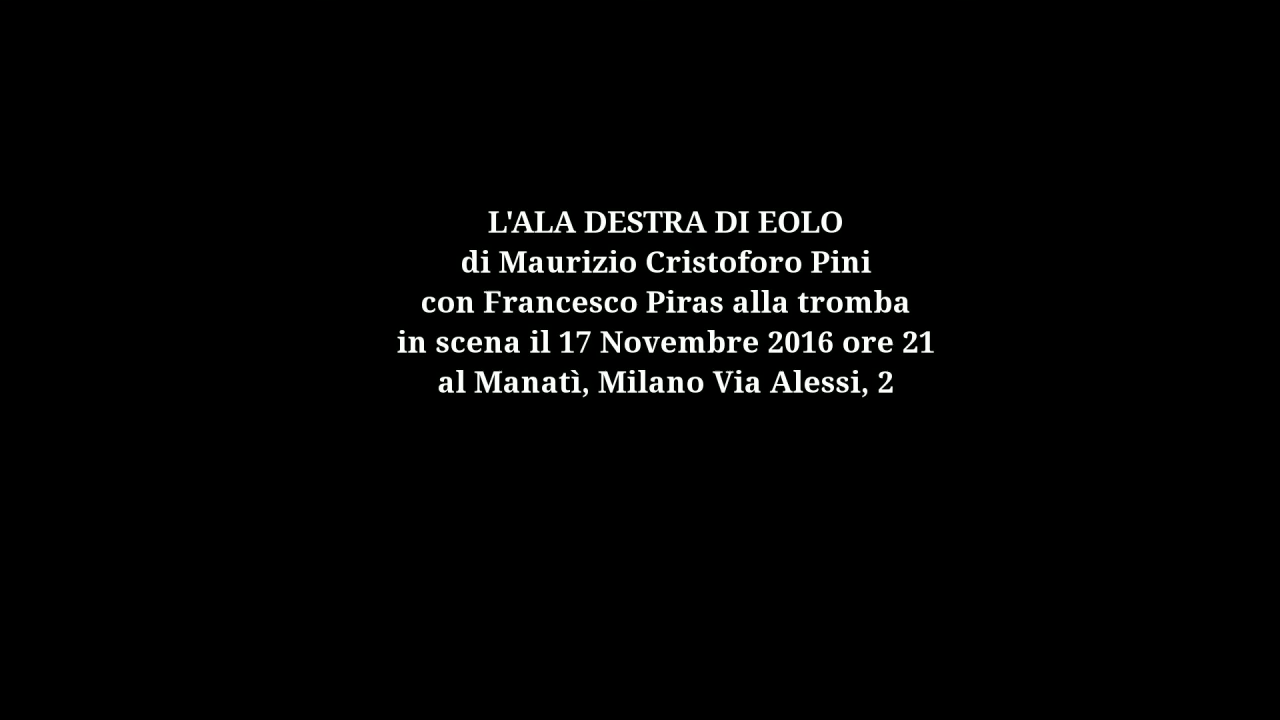 L'ALA DESTRA DI EOLO
di Maurizio Cristoforo Pini
con Francesco Piras alla tromba
in scena il 17 Novembre 2016 ore 21
al Manatì, Milano Via Alessi, 2